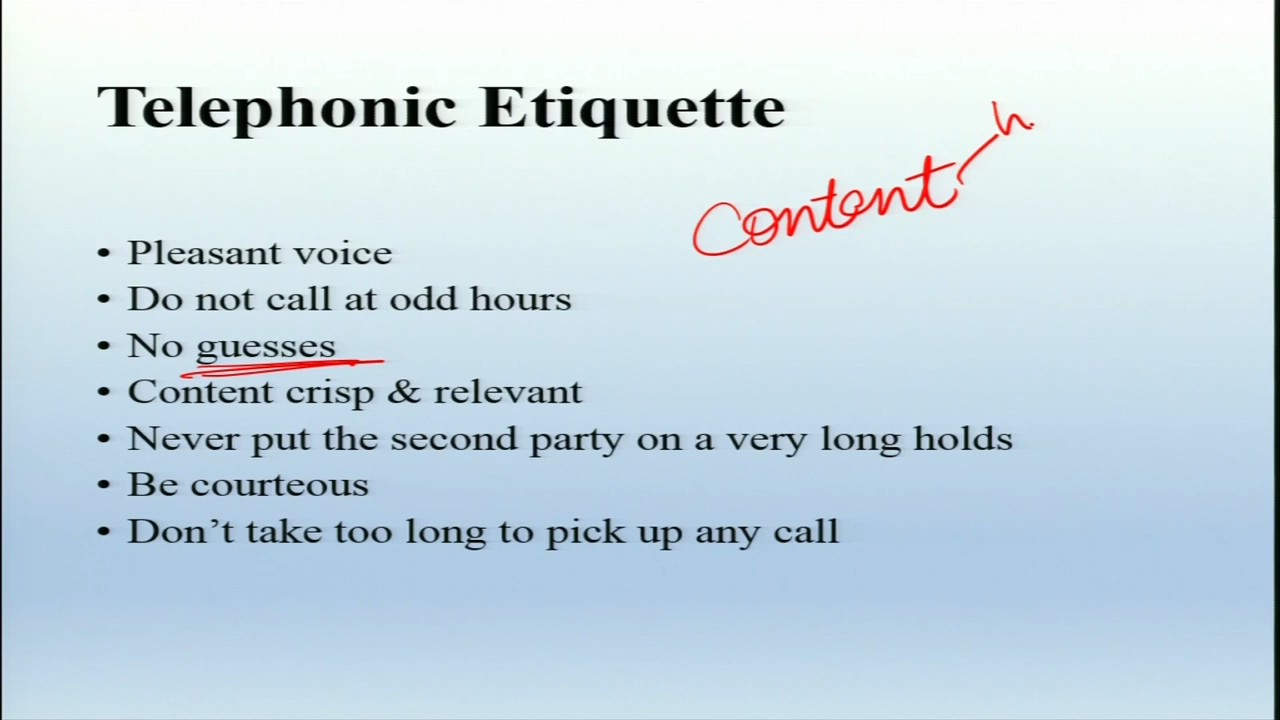 Telephonic Etiquette
Content h
• Pleasant voice
• Do not call at odd hours
• No guesses
• Content crisp & relevant
• Never put the second party on a very long holds
• Be courteous
• Don't take too long to pick up any call